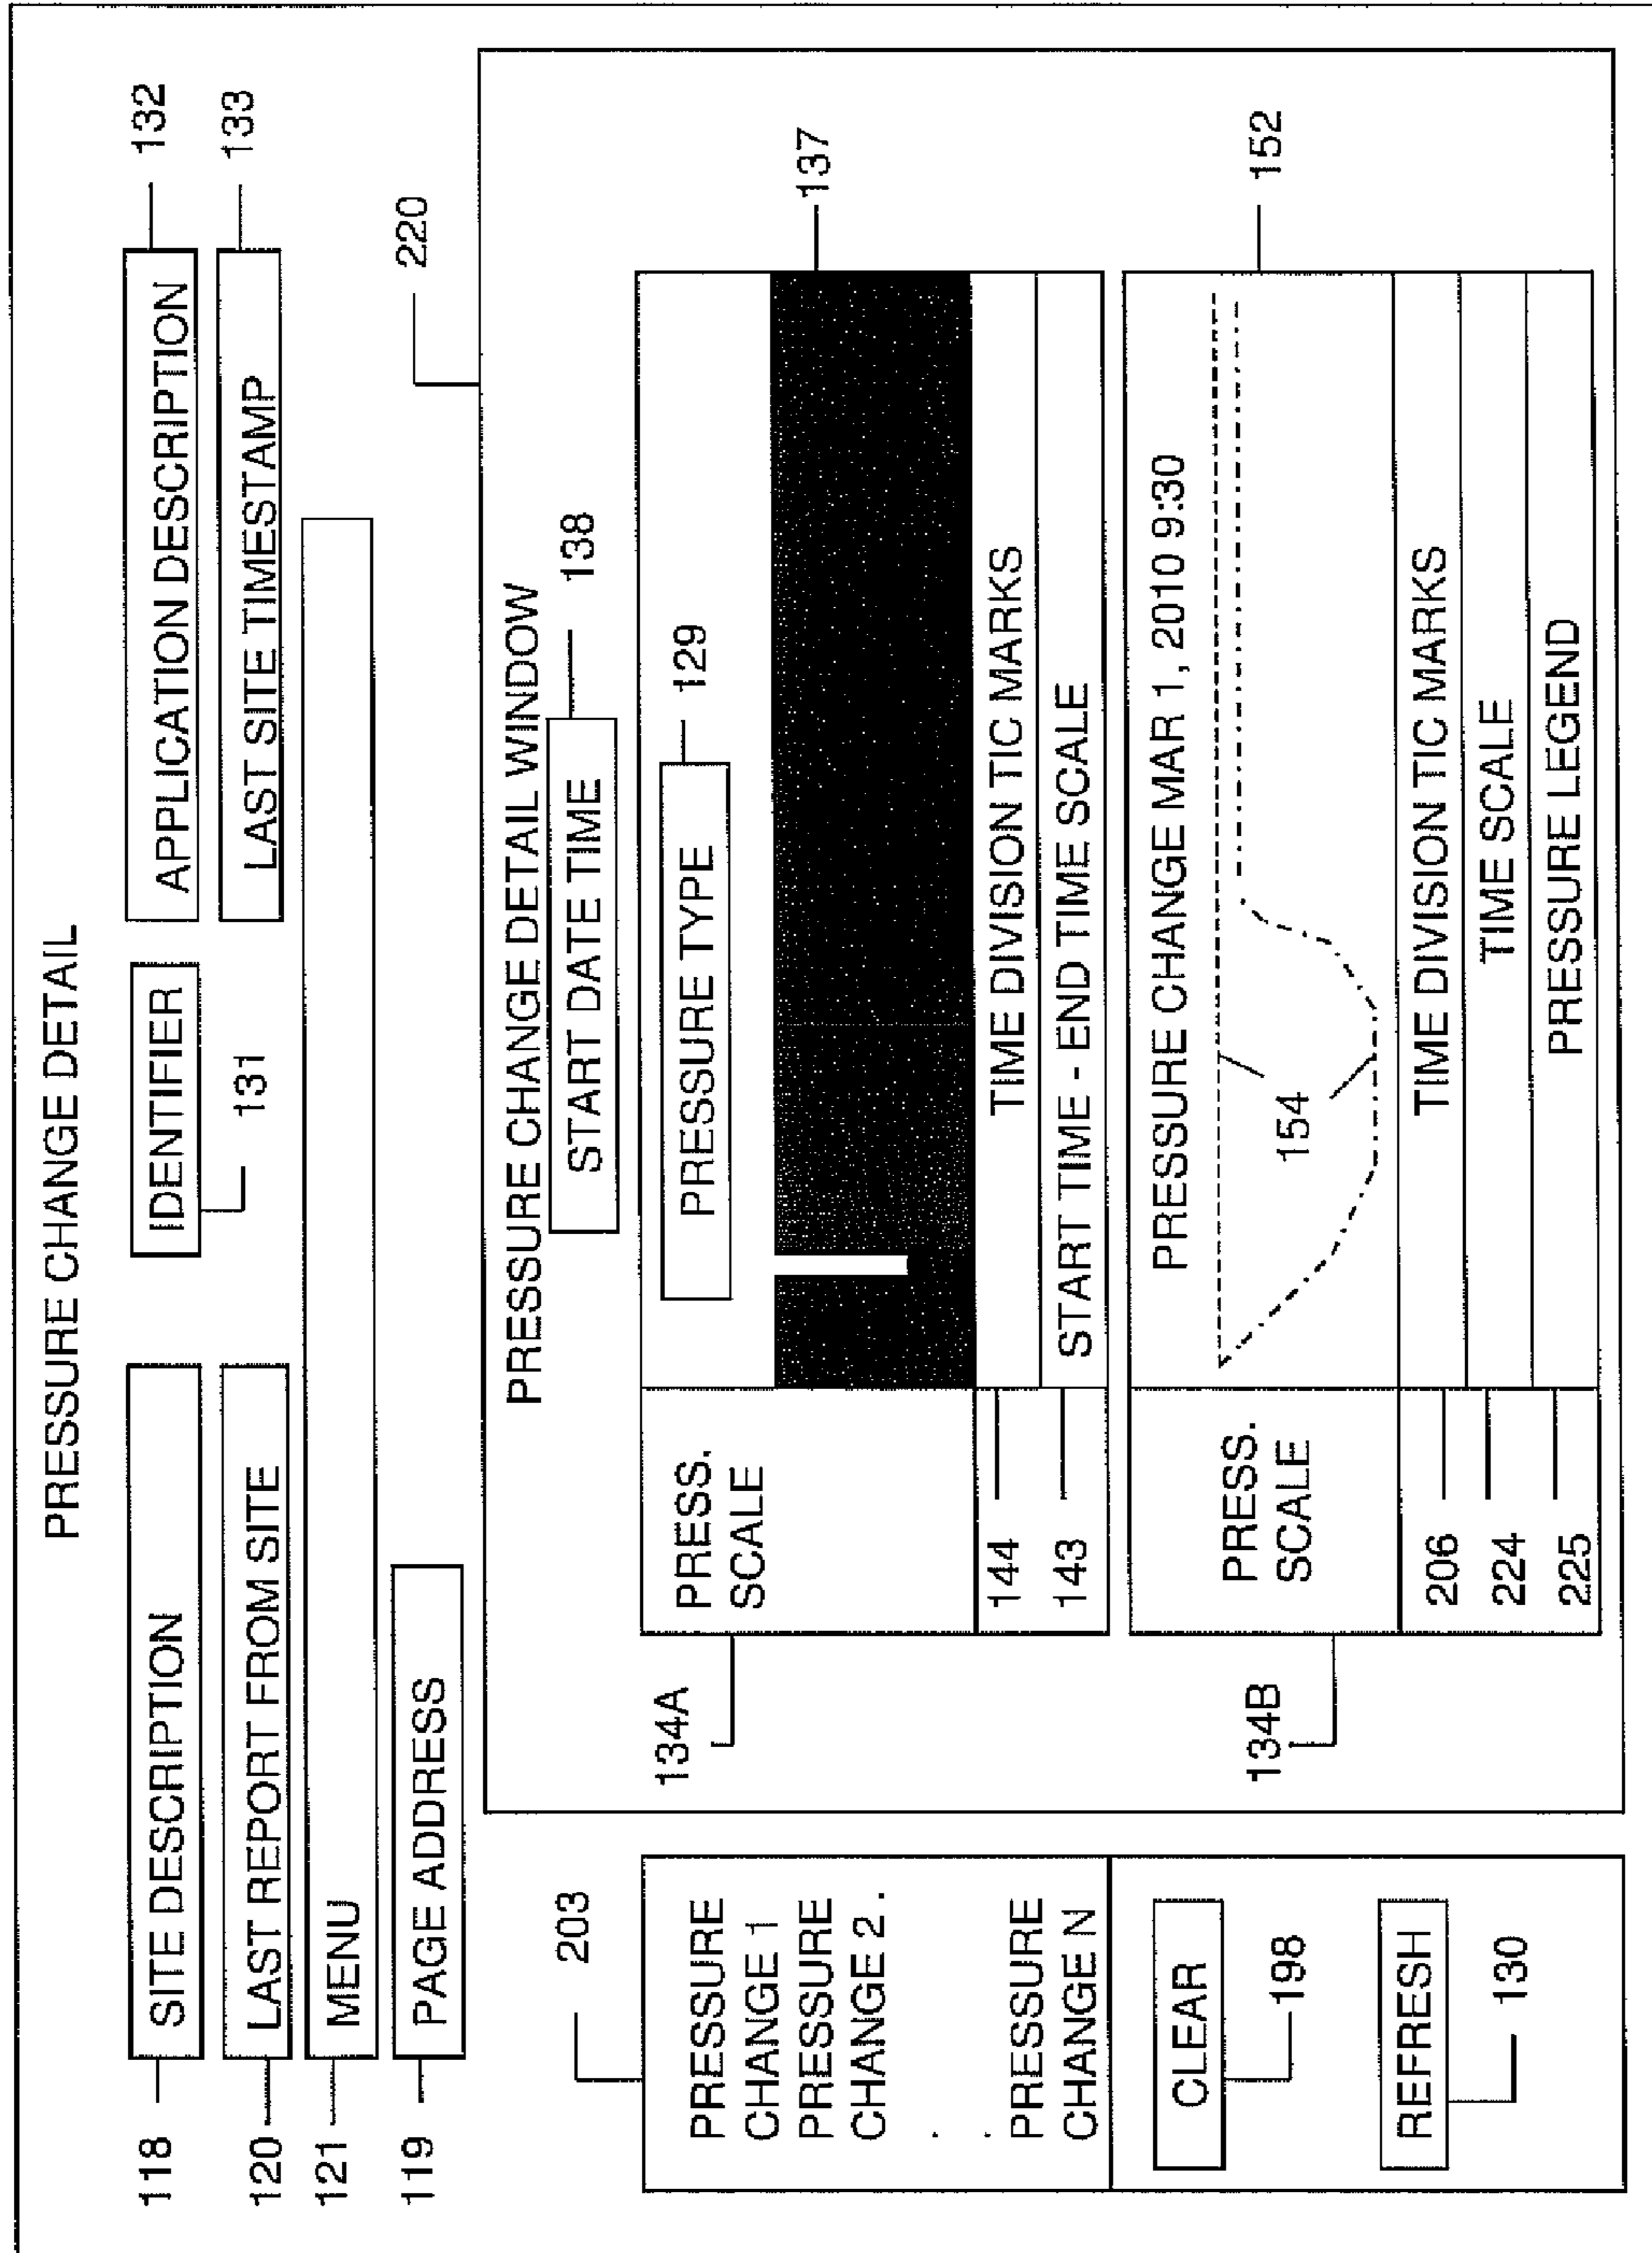 PRESSURE CHANGE DETAIL
118 SITE DESCRIPTION IDENTIFIER APPLICATION DESCRIPTION 132
131
120 LAST REPORT FROM SITE LAST SITE TIMESTAMP 133
121 MENU
119 PAGE ADDRESS
220
PRESSURE CHANGE DETAIL WINDOW
START DATE TIME 138
203
PRESSURE
CHANGE 1
PRESSURE
CHANGE 2 .
.
.
PRESSURE
CHANGE N
CLEAR
198
REFRESH
130
134A
PRESS.
SCALE
PRESSURE TYPE 129
137
144 TIME DIVISION TIC MARKS
143 START TIME - END TIME SCALE
134B
PRESS.
SCALE
PRESSURE CHANGE MAR 1, 2010 9:30
152
154
206 TIME DIVISION TIC MARKS
224 TIME SCALE
225 PRESSURE LEGEND